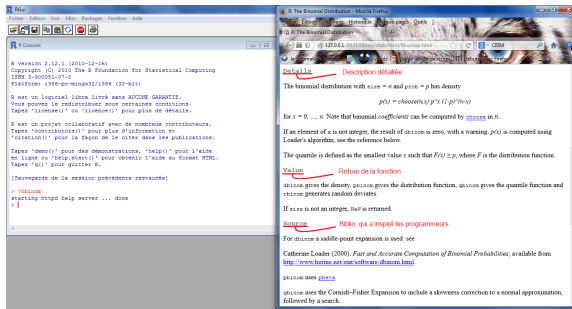 RGui
Fichier Edition Voir Misc Packages Fenêtres Aide
R Console
R version 2.12.1 (2010-12-16)
Copyright (C) 2010 The R Foundation for Statistical Computing
ISBN 3-900051-07-0
Platform: i386-pc-mingw32/i386 (32-bit)
R est un logiciel libre livré sans AUCUNE GARANTIE.
Vous pouvez le redistribuer sous certaines conditions.
Tapez 'license()' ou 'licence()' pour plus de détails.
R est un projet collaboratif avec de nombreux contributeurs.
Tapez 'contributors()' pour plus d'information et
'citation()' pour la façon de le citer dans les publications.
Tapez 'demo()' pour des démonstrations, 'help()' pour l'aide
en ligne ou 'help.start()' pour obtenir l'aide au format HTML.
Tapez 'q()' pour quitter R.
[Sauvegarde de la session précédente restaurée]
> ?rbinom
starting httpd help server ... done
>
R: The Binomial Distribution - Mozilla Firefox
Edition Affichage Historique Marque-pages Outils ?
R: The Binomial Distribution
127.0.0.1 /library/stats/html/Binomial.html
CRIM
Details Description détaillée
The binomial distribution with size = n and prob = p has density
p(x) = choose(n,x) p^x (1-p)^(n-x)
for x = 0, ..., n. Note that binomial coefficients can be computed by choose in R.
If an element of x is not integer, the result of dbinom is zero, with a warning. p(x) is computed using
Loader's algorithm, see the reference below.
The quantile is defined as the smallest value x such that F(x) ≥ p, where F is the distribution function.
Value Retour de la fonction
dbinom gives the density, pbinom gives the distribution function, qbinom gives the quantile function and
rbinom generates random deviates.
If size is not an integer, NaN is returned.
Source Biblio. qui a inspiré les programmeurs
For dbinom a saddle-point expansion is used: see
Catherine Loader (2000). Fast and Accurate Computation of Binomial Probabilities; available from
http://www.herine.net/stat/software/dbinom.html.
pbinom uses pbeta.
qbinom uses the Cornish–Fisher Expansion to include a skewness correction to a normal approximation,
followed by a search.